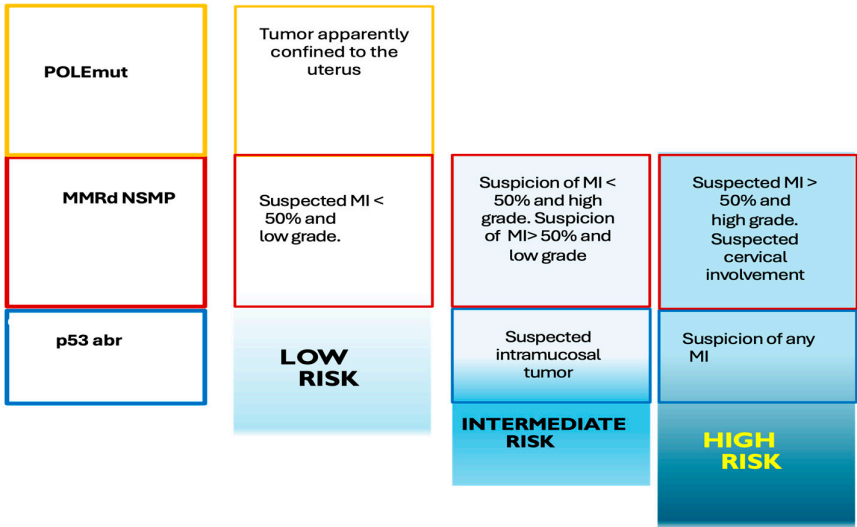 POLEmut
Tumor apparently
confined to the
uterus
MMRd NSMP
Suspected MI <
50% and
low grade.
Suspicion of MI <
50% and high
grade. Suspicion
of MI> 50% and
low grade
Suspected MI >
50% and
high grade.
Suspected
cervical
involvement
p53 abr
LOW
RISK
Suspected
intramucosal
tumor
Suspicion of any
MI
INTERMEDIATE
RISK
HIGH
RISK